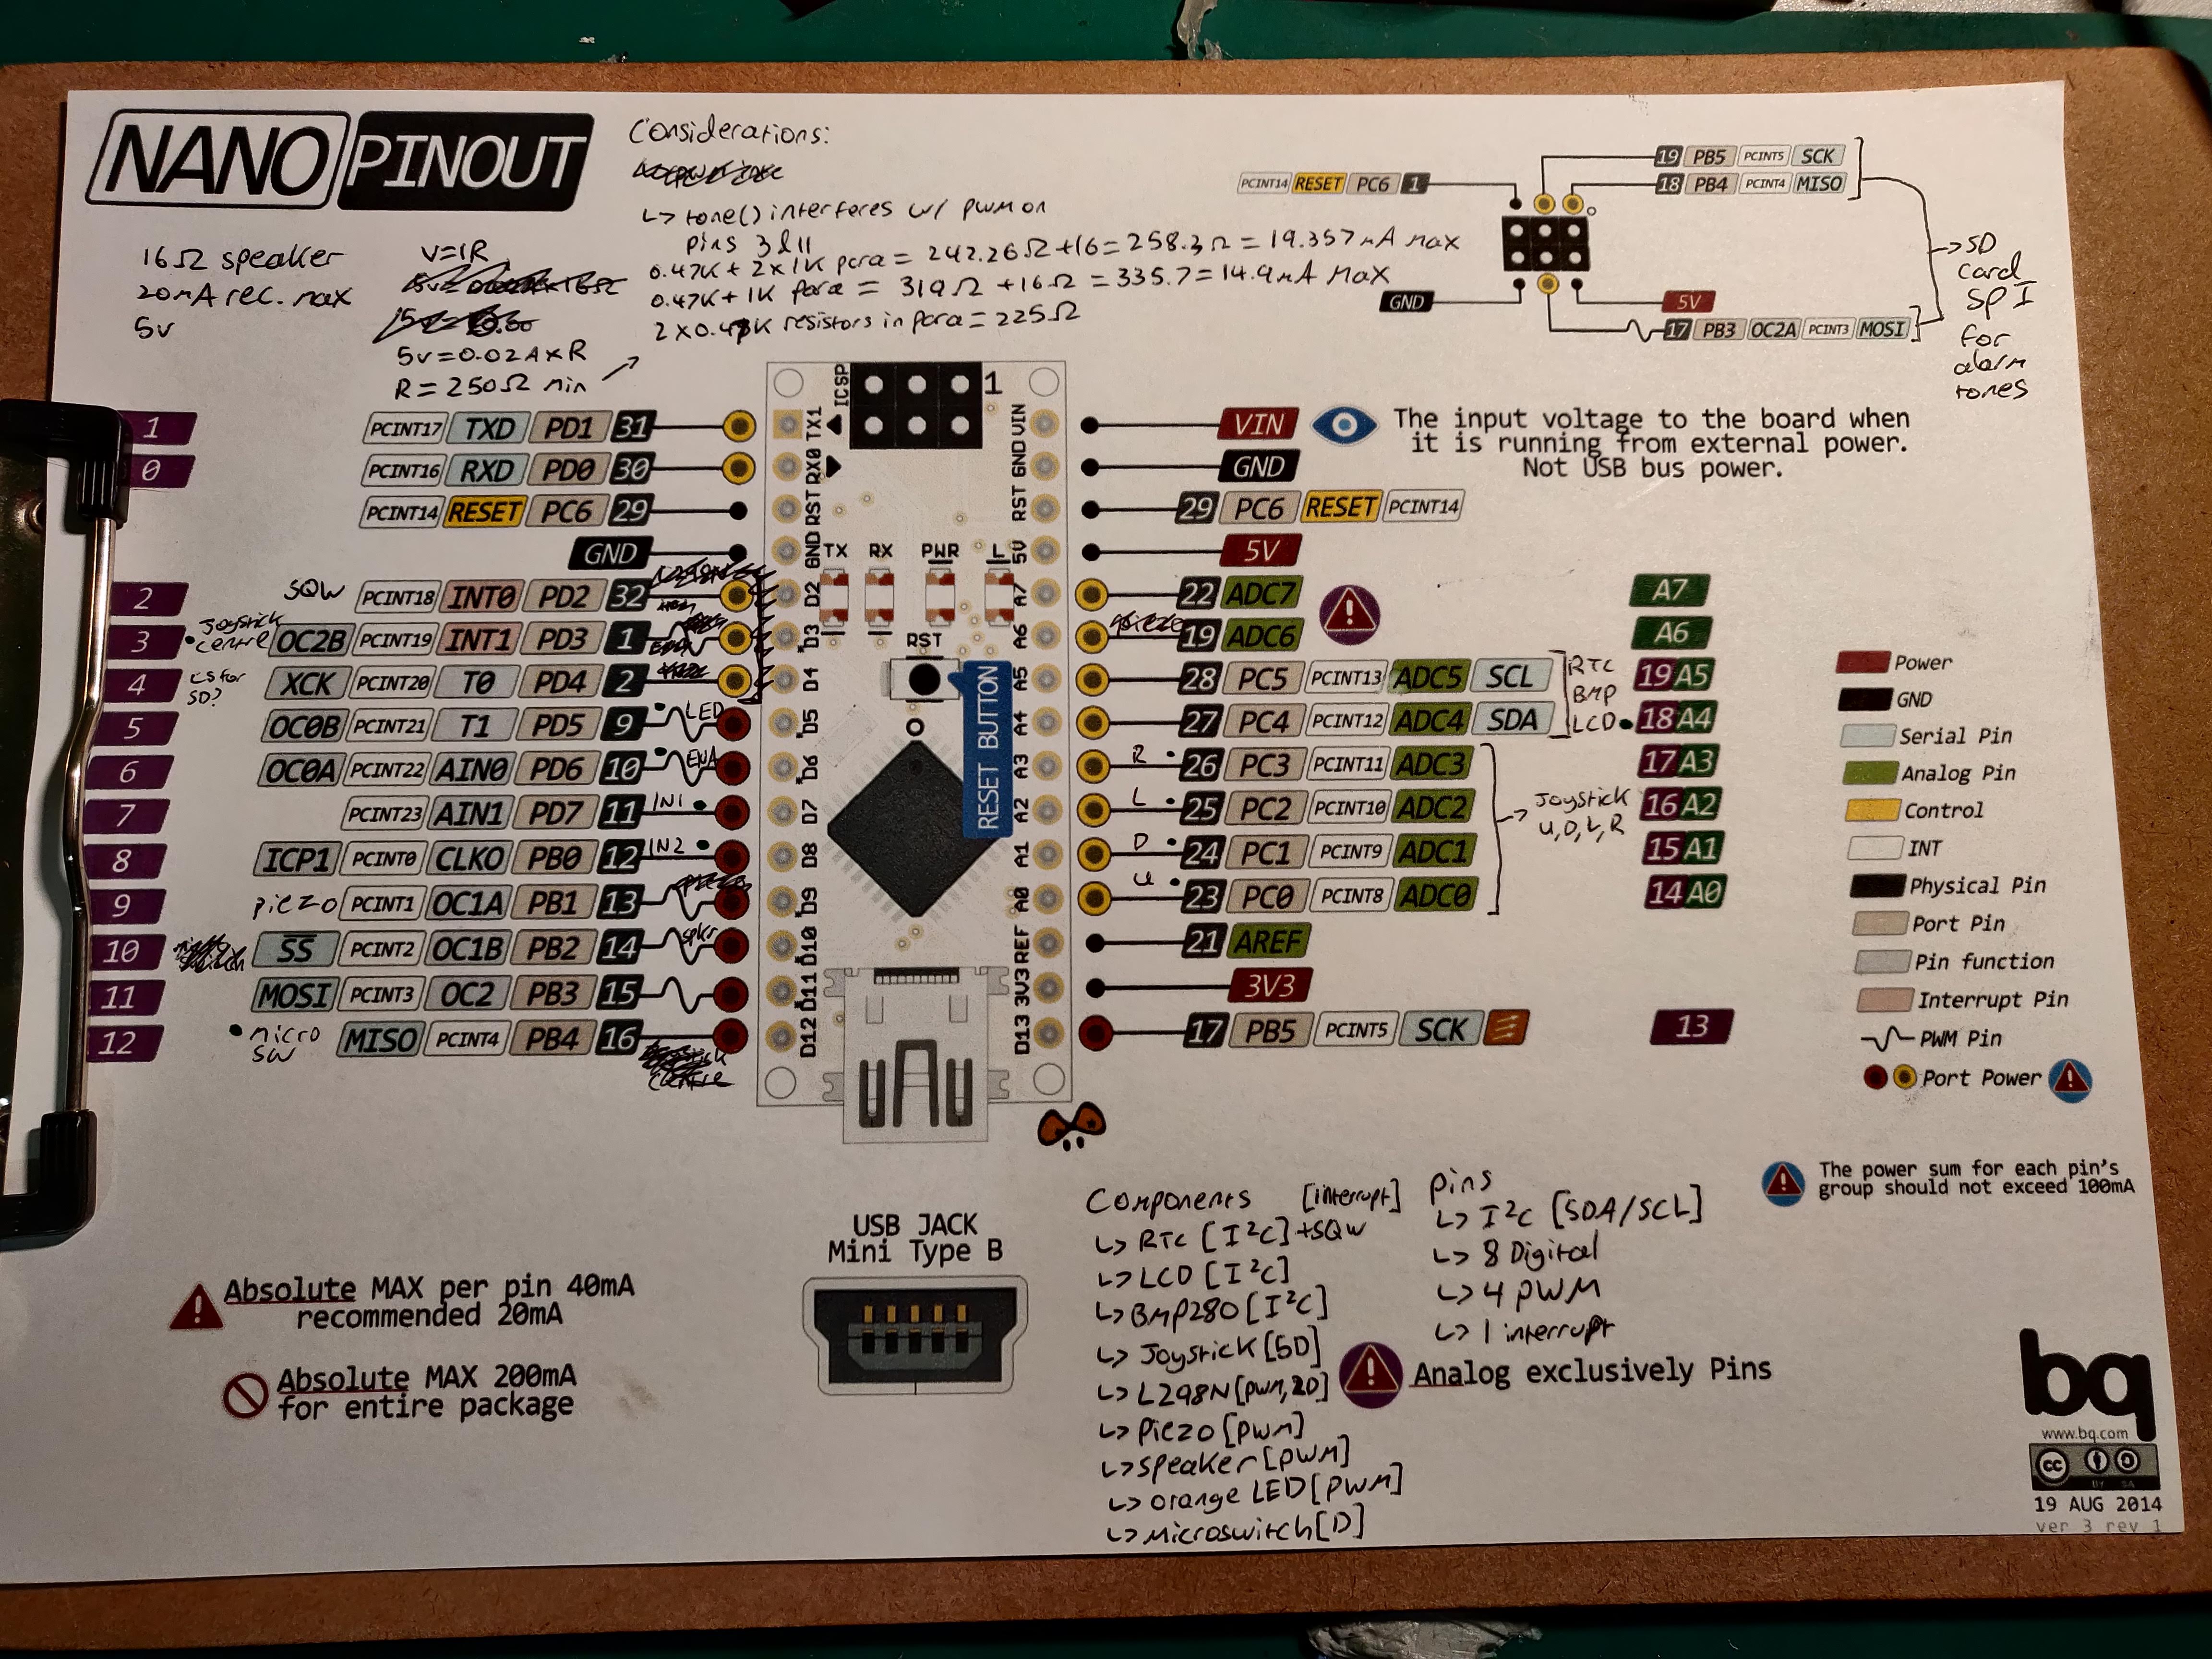 NANO PINOUT
Considerations:
↳ tone() interferes w/ PWM on
pins 3 & 11
0.47K + 2x1K para = 242.26Ω +16 = 258.3Ω = 19.357mA Max
0.47K + 1K para = 319Ω +16Ω = 335.7 = 14.9mA Max
2x0.47K resistors in para = 225Ω
16Ω speaker
20mA rec. max
5v
V=IR
5v=0.02A×R
R = 250Ω min
PCINT14 RESET PC6 1
19 PB5 PCINT5 SCK
18 PB4 PCINT4 MISO
GND
5V
17 PB3 OC2A PCINT3 MOSI
SD
card
SPI
for
alarm
tones
1 PCINT17 TXD PD1 31
0 PCINT16 RXD PD0 30
PCINT14 RESET PC6 29
GND
2 SQW PCINT18 INT0 PD2 32
3 Joystick centre OC2B PCINT19 INT1 PD3 1
4 CS for SD? XCK PCINT20 T0 PD4 2
5 OC0B PCINT21 T1 PD5 9 LED
6 OC0A PCINT22 AIN0 PD6 10 ENA
7 PCINT23 AIN1 PD7 11 IN1
8 ICP1 PCINT0 CLKO PB0 12 IN2
9 piezo PCINT1 OC1A PB1 13
10 SS PCINT2 OC1B PB2 14 spkr
11 MOSI PCINT3 OC2 PB3 15
12 micro SW MISO PCINT4 PB4 16
ICSP 1
TX1 RX0 RST GND D2 D3 D4 D5 D6 D7 D8 D9 D10 D11 D12
TX RX PWR L
RST
RESET BUTTON
VIN GND RST 5V A7 A6 A5 A4 A3 A2 A1 A0 REF 3V3 D13
VIN
The input voltage to the board when
it is running from external power.
Not USB bus power.
GND
29 PC6 RESET PCINT14
5V
22 ADC7 A7
19 ADC6 A6
28 PC5 PCINT13 ADC5 SCL 19 A5
27 PC4 PCINT12 ADC4 SDA 18 A4
RTC
BMP
LCD
R 26 PC3 PCINT11 ADC3 17 A3
L 25 PC2 PCINT10 ADC2 16 A2
D 24 PC1 PCINT9 ADC1 15 A1
U 23 PC0 PCINT8 ADC0 14 A0
Joystick
U,D,L,R
21 AREF
3V3
17 PB5 PCINT5 SCK 13
Power
GND
Serial Pin
Analog Pin
Control
INT
Physical Pin
Port Pin
Pin function
Interrupt Pin
PWM Pin
Port Power
The power sum for each pin's
group should not exceed 100mA
Absolute MAX per pin 40mA
recommended 20mA
Absolute MAX 200mA
for entire package
USB JACK
Mini Type B
Components [interrupt]
↳ RTC [I²C] +SQW
↳ LCD [I²C]
↳ BMP280 [I²C]
↳ Joystick [5D]
↳ L298N [PWM, 2D]
↳ Piezo [PWM]
↳ speaker [PWM]
↳ orange LED [PWM]
↳ Microswitch [D]
Pins
↳ I²C [SDA/SCL]
↳ 8 Digital
↳ 4 PWM
↳ 1 interrupt
Analog exclusively Pins
bq
www.bq.com
cc BY SA
19 AUG 2014
ver 3 rev 1